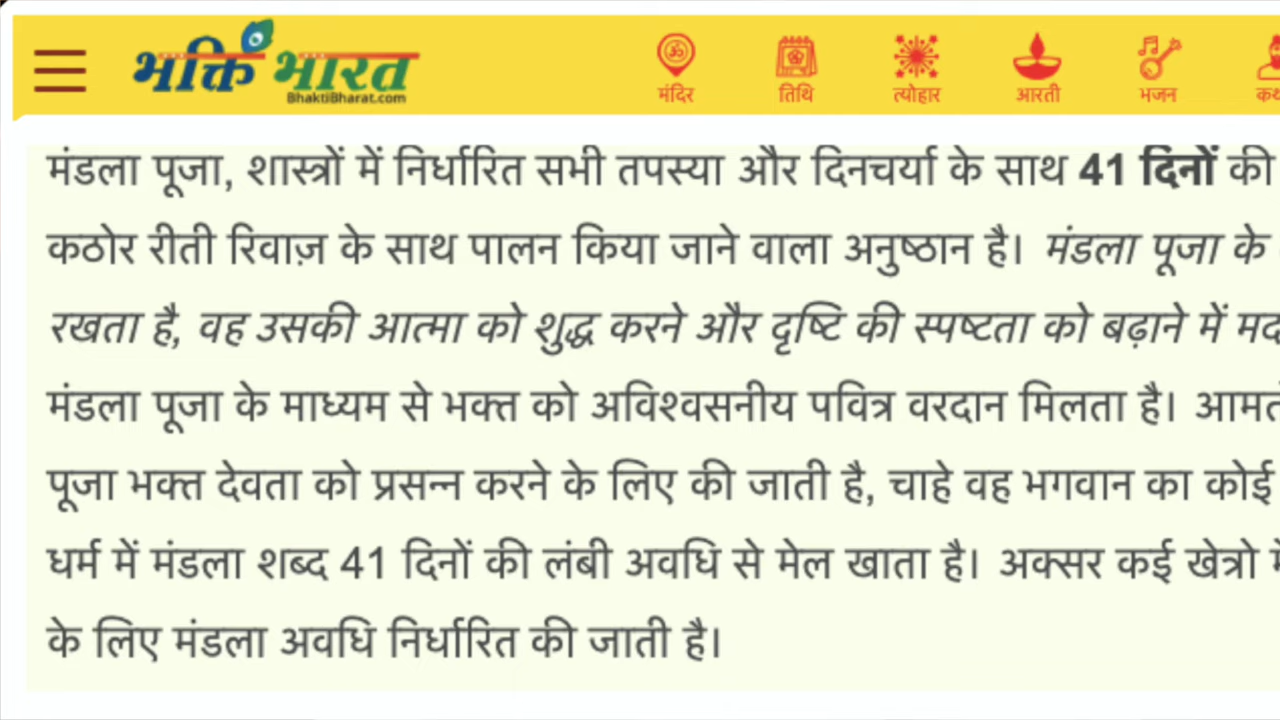 भक्ति भारत
BhaktiBharat.com
मंदिर तिथि त्योहार आरती भजन
मंडला पूजा, शास्त्रों में निर्धारित सभी तपस्या और दिनचर्या के साथ 41 दिनों की
कठोर रीती रिवाज़ के साथ पालन किया जाने वाला अनुष्ठान है। मंडला पूजा के
रखता है, वह उसकी आत्मा को शुद्ध करने और दृष्टि की स्पष्टता को बढ़ाने में
मंडला पूजा के माध्यम से भक्त को अविश्वसनीय पवित्र वरदान मिलता है।
पूजा भक्त देवता को प्रसन्न करने के लिए की जाती है, चाहे वह भगवान का कोई
धर्म में मंडला शब्द 41 दिनों की लंबी अवधि से मेल खाता है। अक्सर कई खेत्रो
के लिए मंडला अवधि निर्धारित की जाती है।